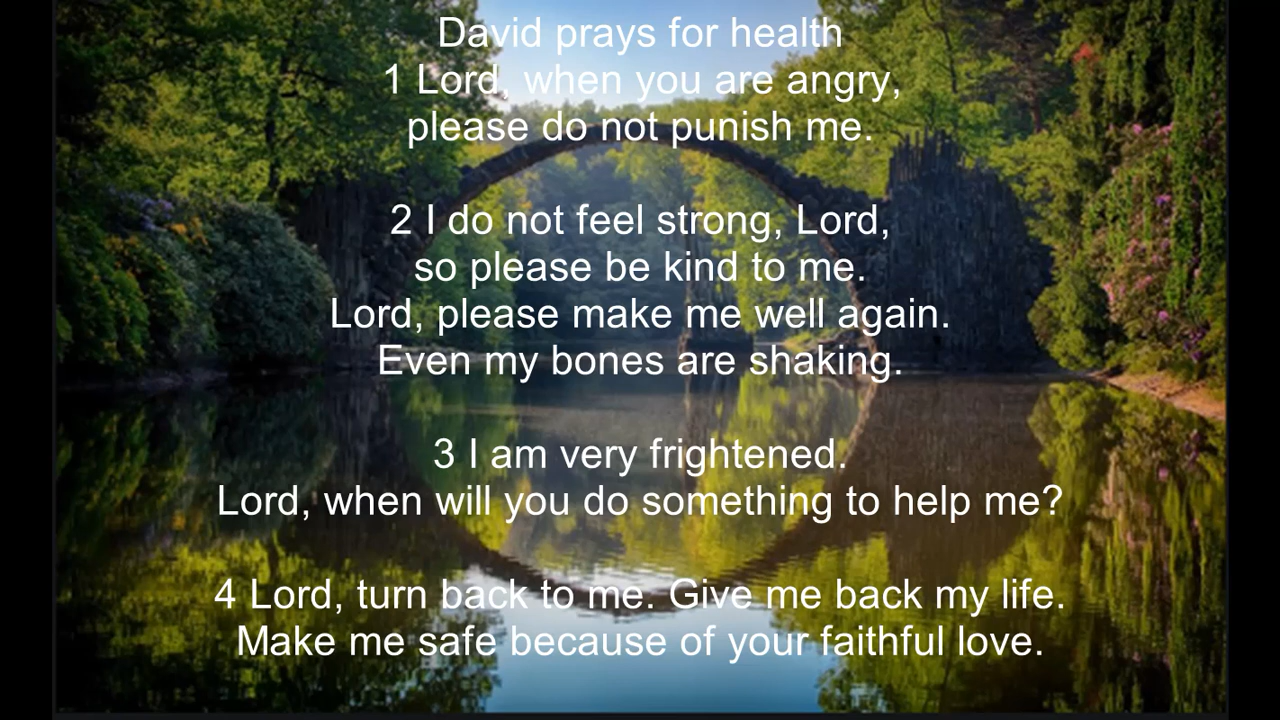 David prays for health
1 Lord, when you are angry,
please do not punish me.
2 I do not feel strong, Lord,
so please be kind to me.
Lord, please make me well again.
Even my bones are shaking.
3 I am very frightened.
Lord, when will you do something to help me?
4 Lord, turn back to me. Give me back my life.
Make me safe because of your faithful love.